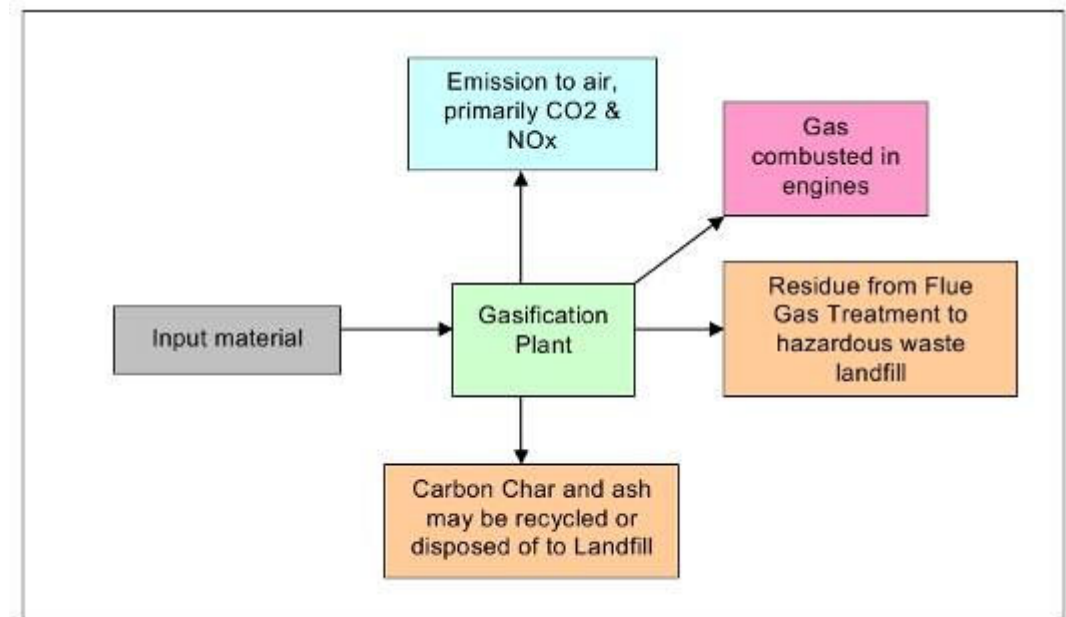 Emission to air,
primarily CO2 &
NOx
Gas
combusted in
engines
Input material
Gasification
Plant
Residue from Flue
Gas Treatment to
hazardous waste
landfill
Carbon Char and ash
may be recycled or
disposed of to Landfill